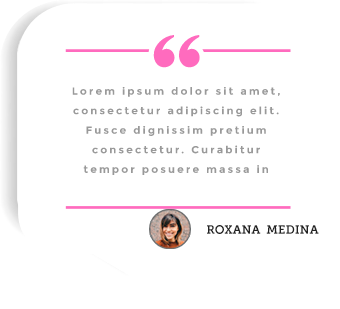 Lorem ipsum dolor sit amet,
consectetur adipiscing elit.
Fusce dignissim pretium
consectetur. Curabitur
tempor posuere massa in
ROXANA MEDINA